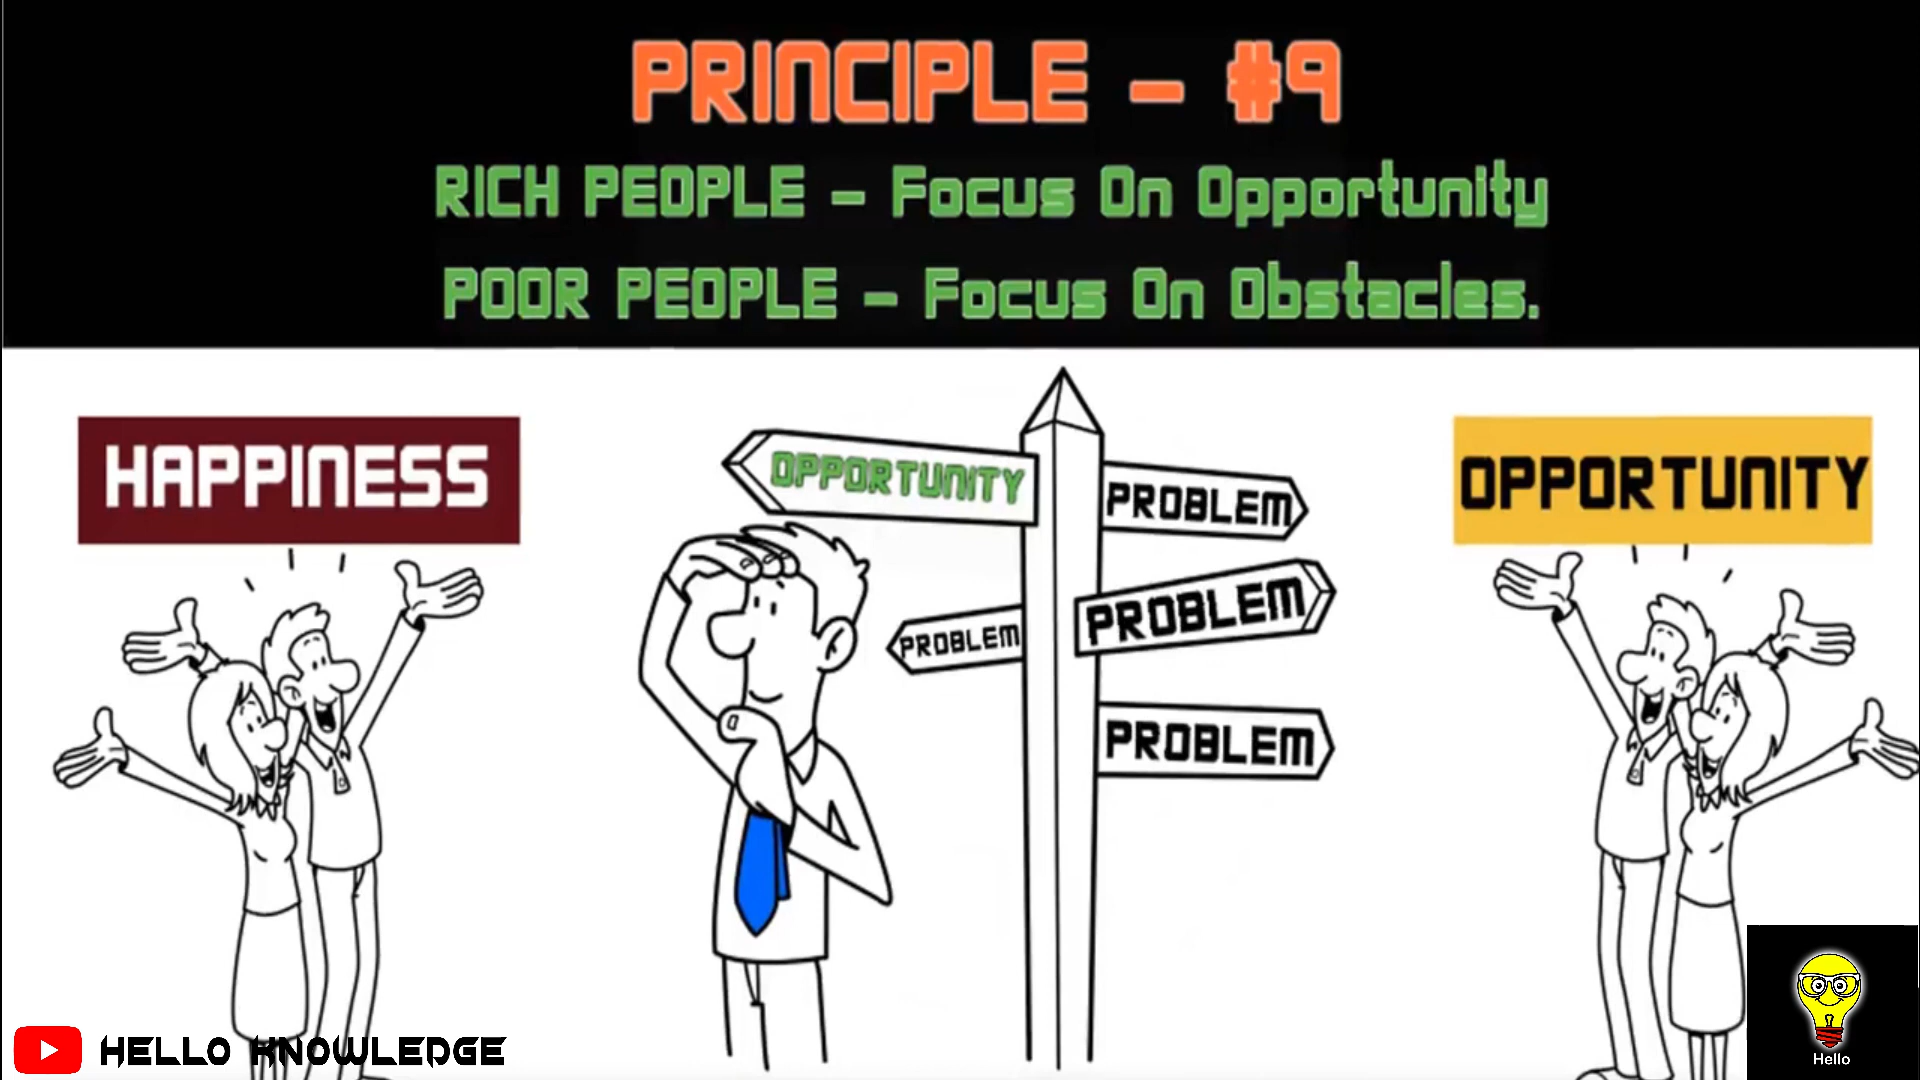 PRINCIPLE - #9
RICH PEOPLE - Focus On Opportunity
POOR PEOPLE - Focus On Obstacles.
HAPPINESS
OPPORTUNITY
PROBLEM
PROBLEM
PROBLEM
PROBLEM
OPPORTUNITY
HELLO KNOWLEDGE
Hello